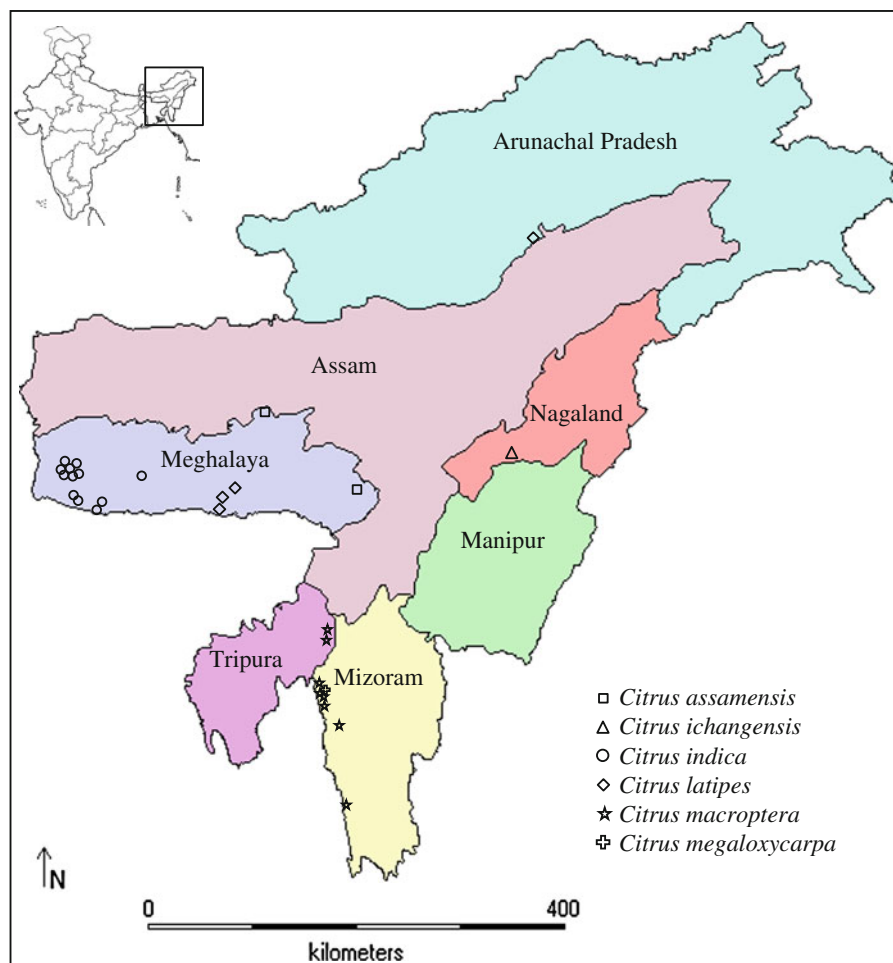 Arunachal Pradesh
Assam
Nagaland
Meghalaya
Manipur
Tripura
Mizoram
Citrus assamensis
Citrus ichangensis
Citrus indica
Citrus latipes
Citrus macroptera
Citrus megaloxycarpa
N
0 400
kilometers